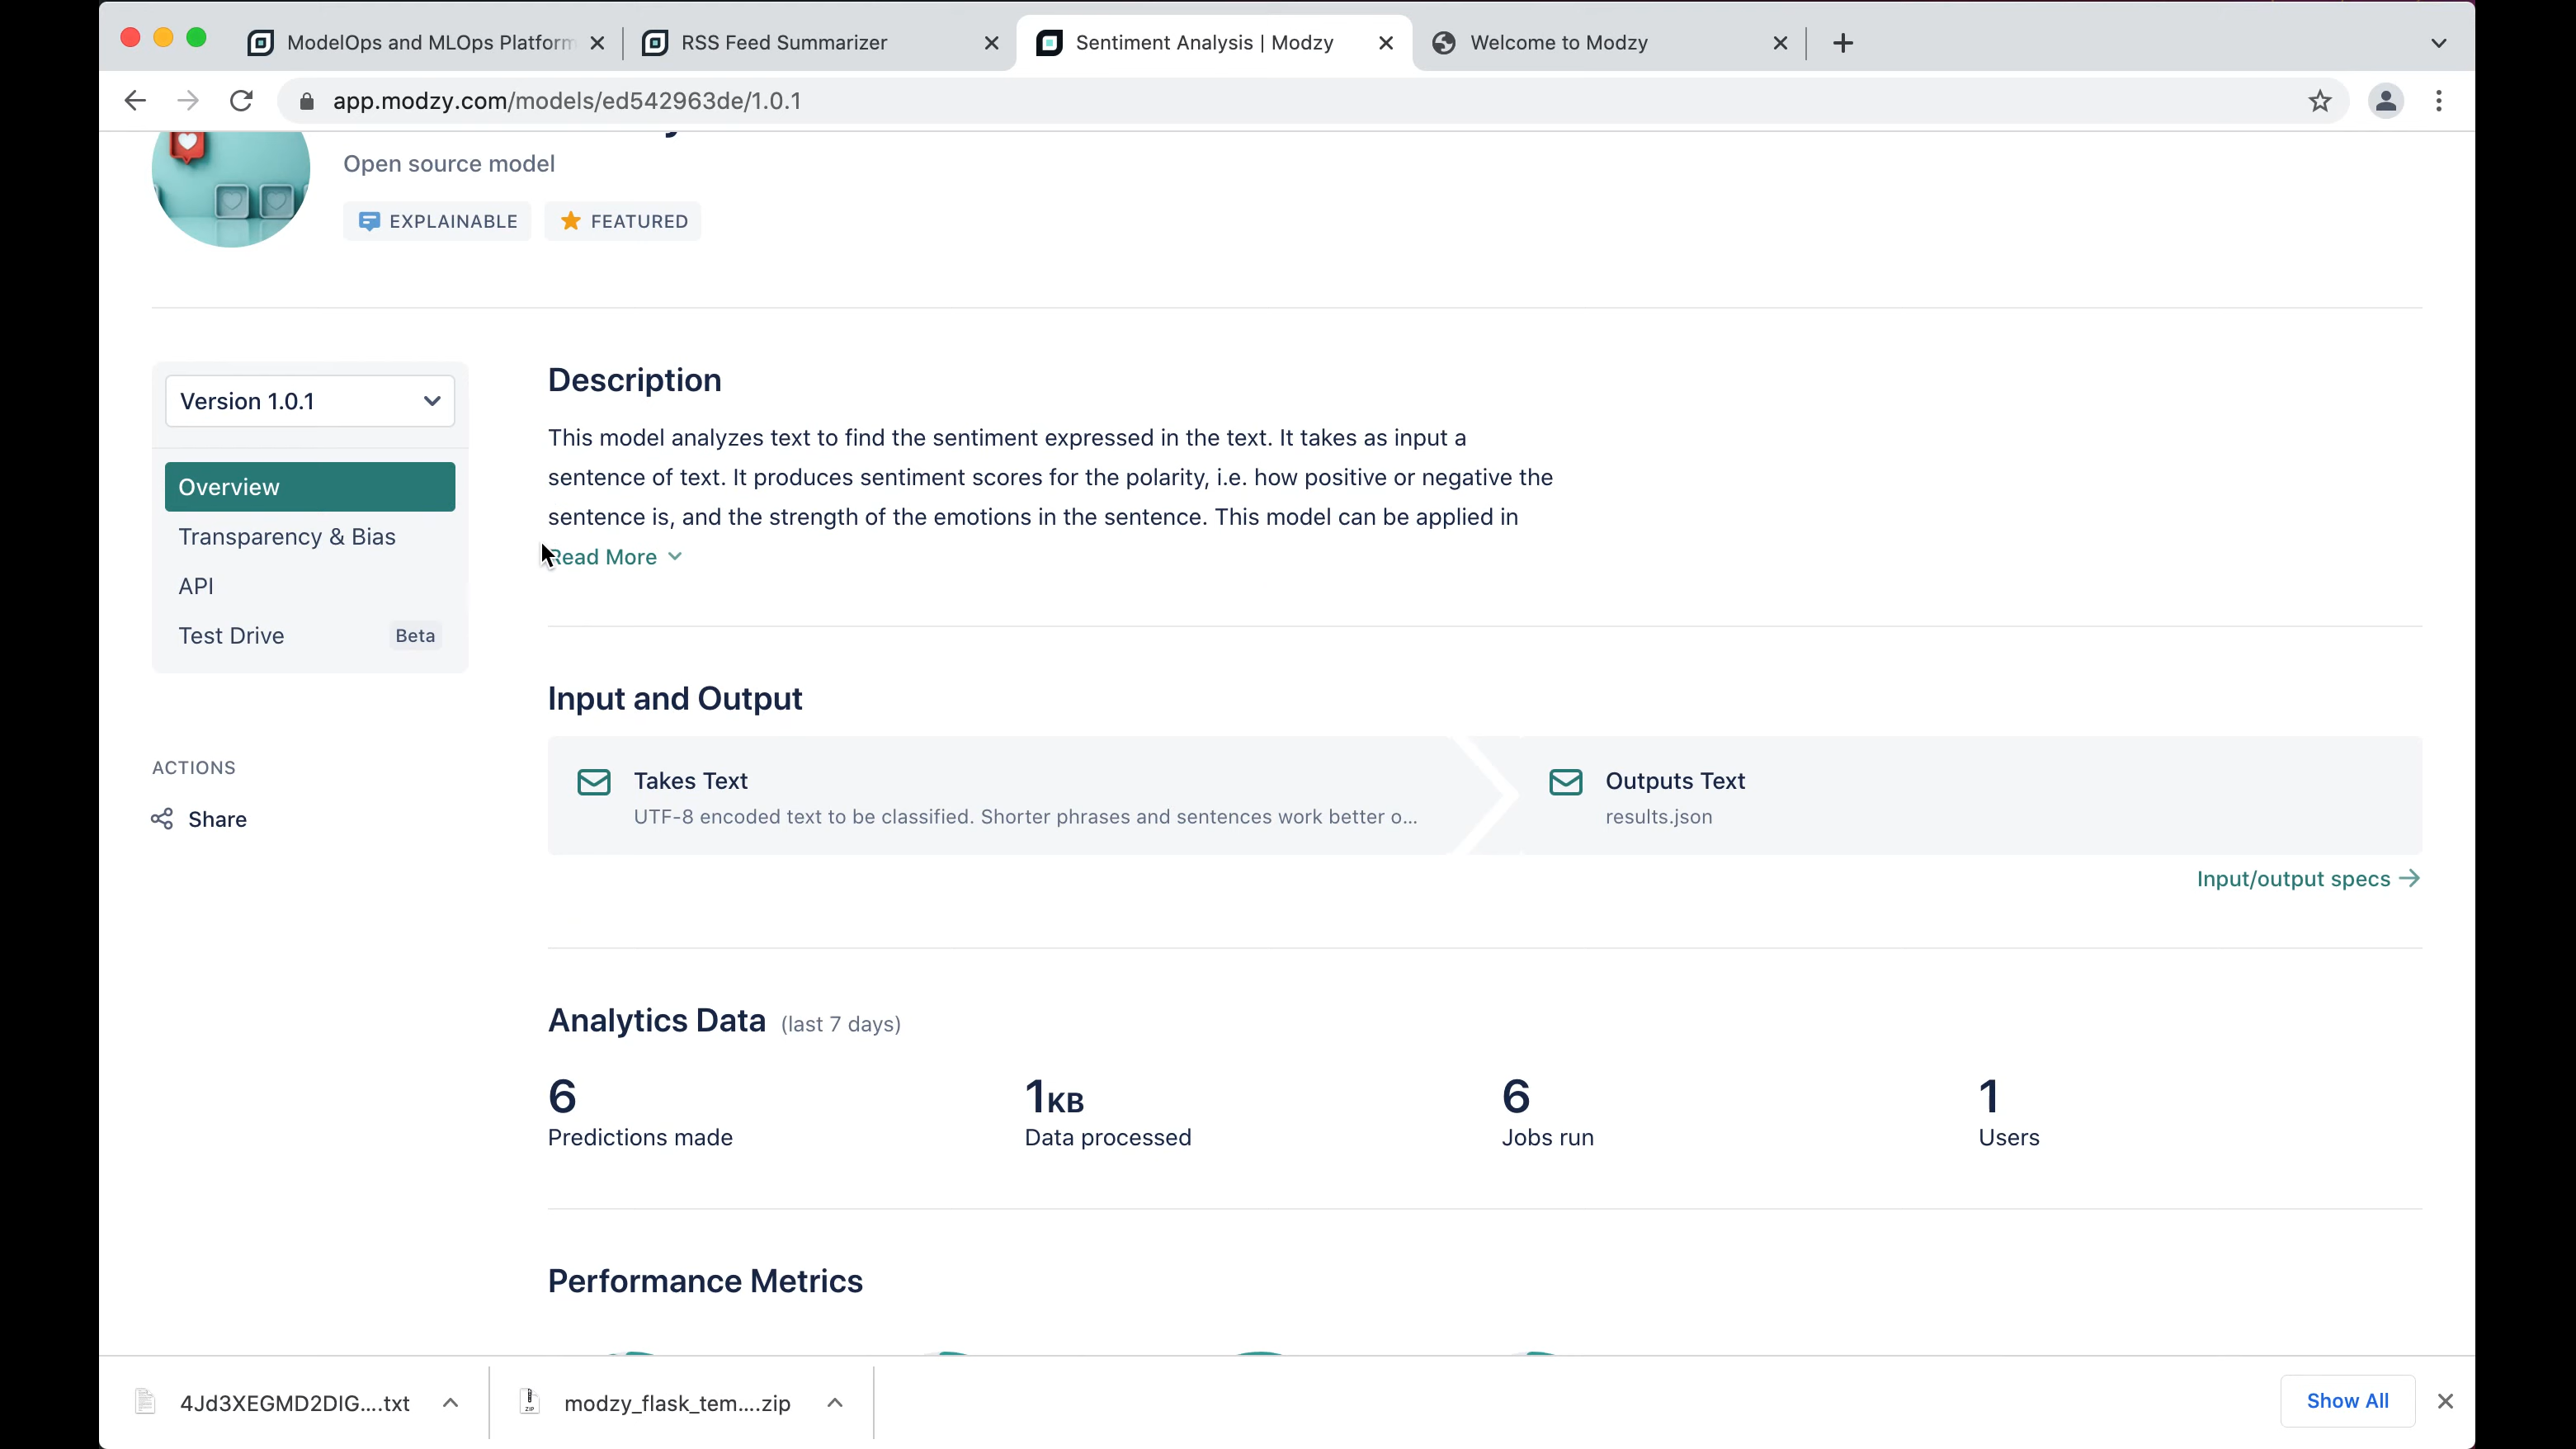 ModelOps and MLOps Platform
RSS Feed Summarizer
Sentiment Analysis | Modzy
Welcome to Modzy
app.modzy.com/models/ed542963de/1.0.1
Open source model
EXPLAINABLE
FEATURED
Version 1.0.1
Overview
Transparency & Bias
API
Test Drive
Beta
ACTIONS
Share
Description
This model analyzes text to find the sentiment expressed in the text. It takes as input a
sentence of text. It produces sentiment scores for the polarity, i.e. how positive or negative the
sentence is, and the strength of the emotions in the sentence. This model can be applied in
Read More
Input and Output
Takes Text
UTF-8 encoded text to be classified. Shorter phrases and sentences work better o...
Outputs Text
results.json
Input/output specs
Analytics Data (last 7 days)
6
Predictions made
1KB
Data processed
6
Jobs run
1
Users
Performance Metrics
4Jd3XEGMD2DIG....txt
ZIP
modzy_flask_tem....zip
Show All